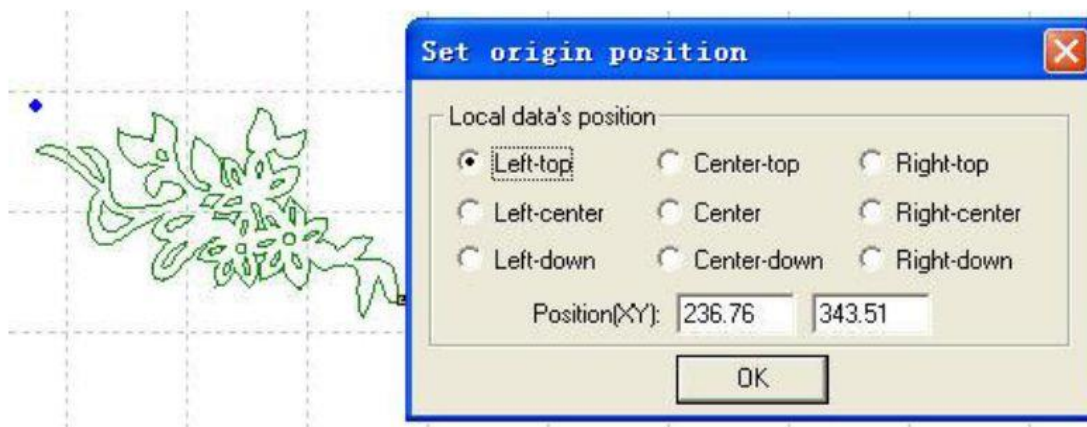 Set origin position
Local data's position
Left-top Center-top Right-top
Left-center Center Right-center
Left-down Center-down Right-down
Position(XY): 236.76 343.51
OK